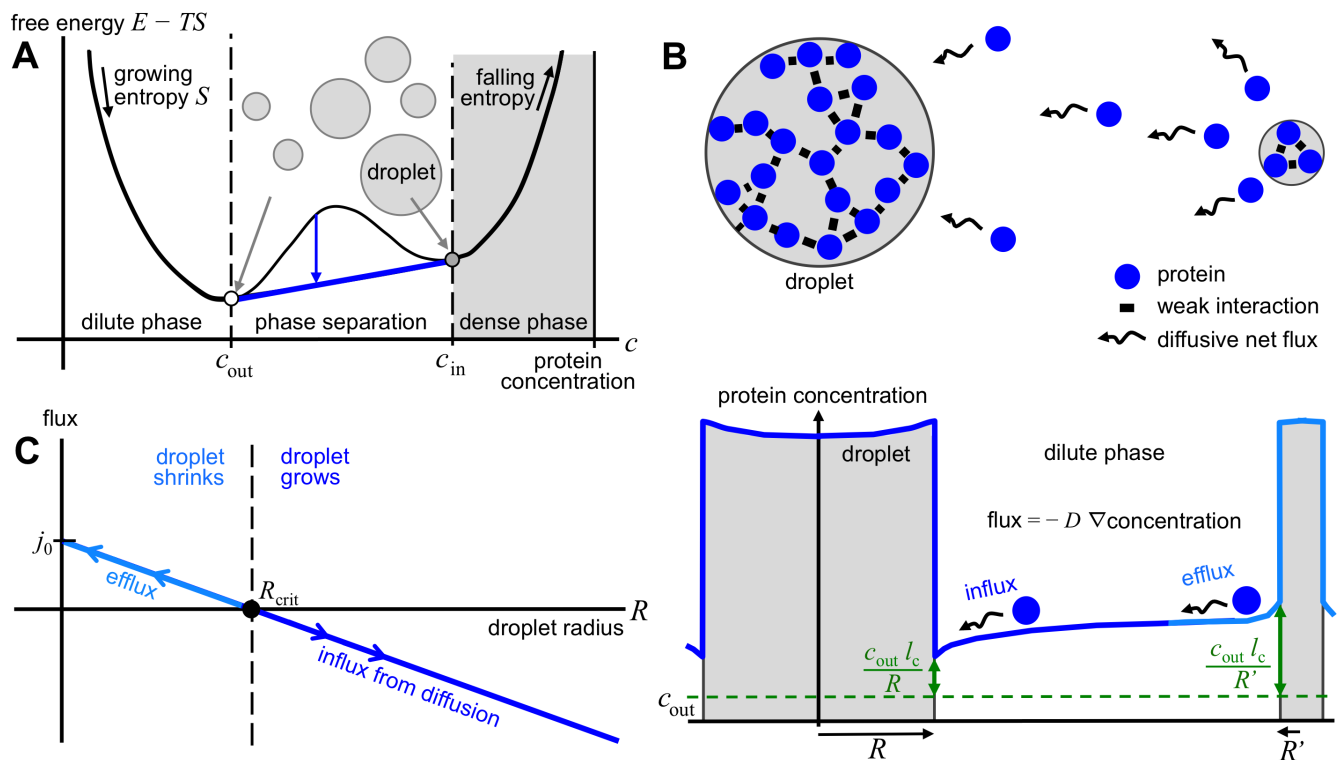 free energy E − TS
A
growing
entropy S
falling
entropy
droplet
dilute phase
phase separation
dense phase
c
c_out
c_in
protein
concentration
B
droplet
protein
weak interaction
diffusive net flux
C
flux
droplet
shrinks
droplet
grows
j_0
efflux
R_crit
R
droplet radius
influx from diffusion
protein concentration
droplet
dilute phase
flux = − D ∇concentration
influx
efflux
c_out l_c
R
c_out l_c
R'
c_out
R
R'